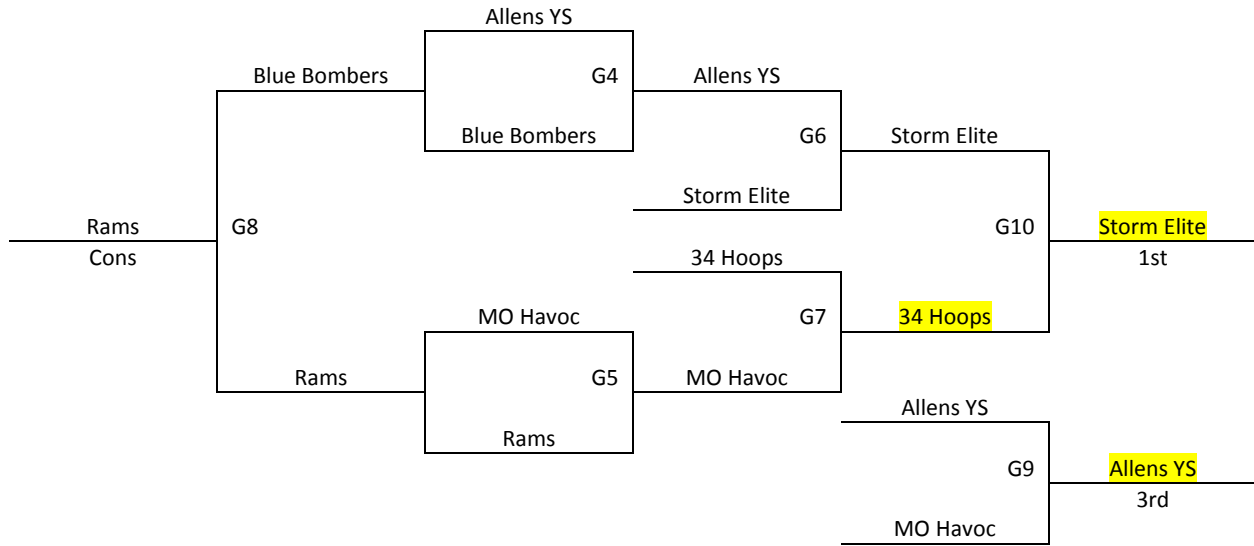 Allens YS
Blue Bombers
G4
Allens YS
Blue Bombers
G6
Storm Elite
Storm Elite
Rams
G8
G10
Storm Elite
Cons
34 Hoops
1st
MO Havoc
G7
34 Hoops
Rams
G5
MO Havoc
Allens YS
Rams
G9
Allens YS
3rd
MO Havoc